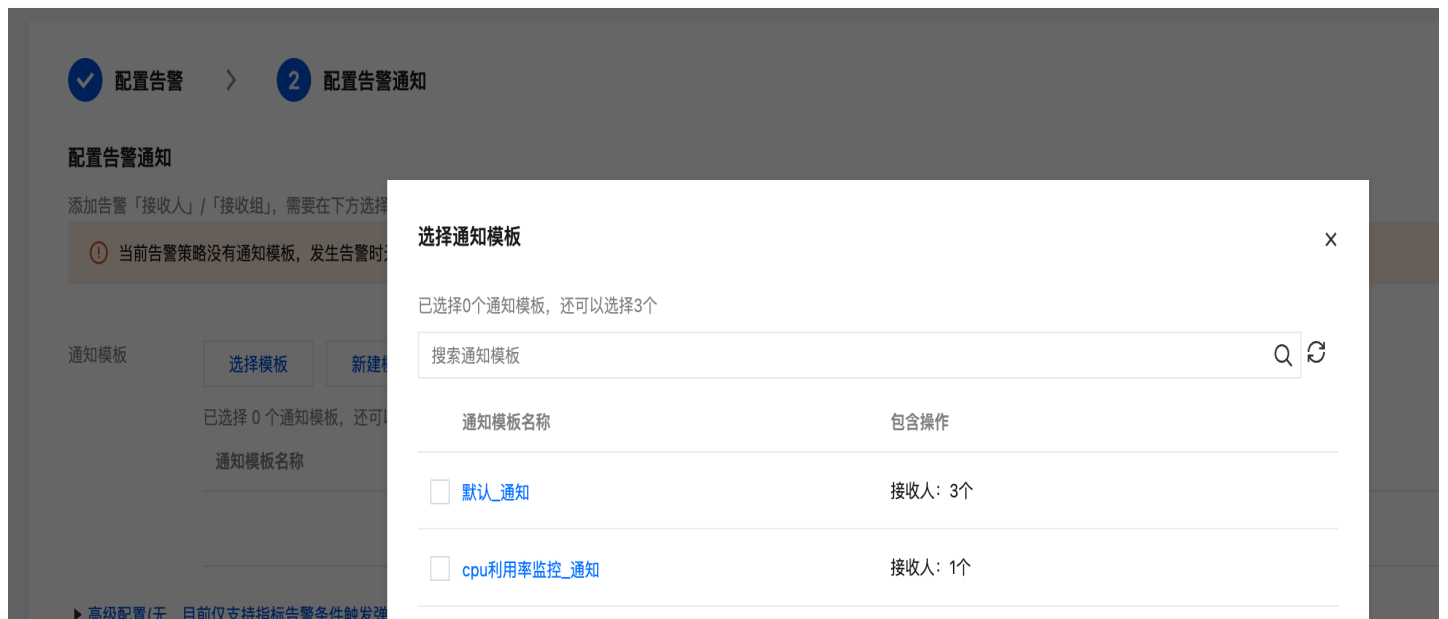 配置告警
2 配置告警通知
配置告警通知
添加告警「接收人」/「接收组」，需要在下方选择
当前告警策略没有通知模板，发生告警时
通知模板
选择模板
新建
已选择 0 个通知模板，还可
通知模板名称
高级配置(无，目前仅支持指标告警条件触发弹
选择通知模板
已选择0个通知模板，还可以选择3个
搜索通知模板
通知模板名称 包含操作
默认_通知 接收人：3个
cpu利用率监控_通知 接收人：1个